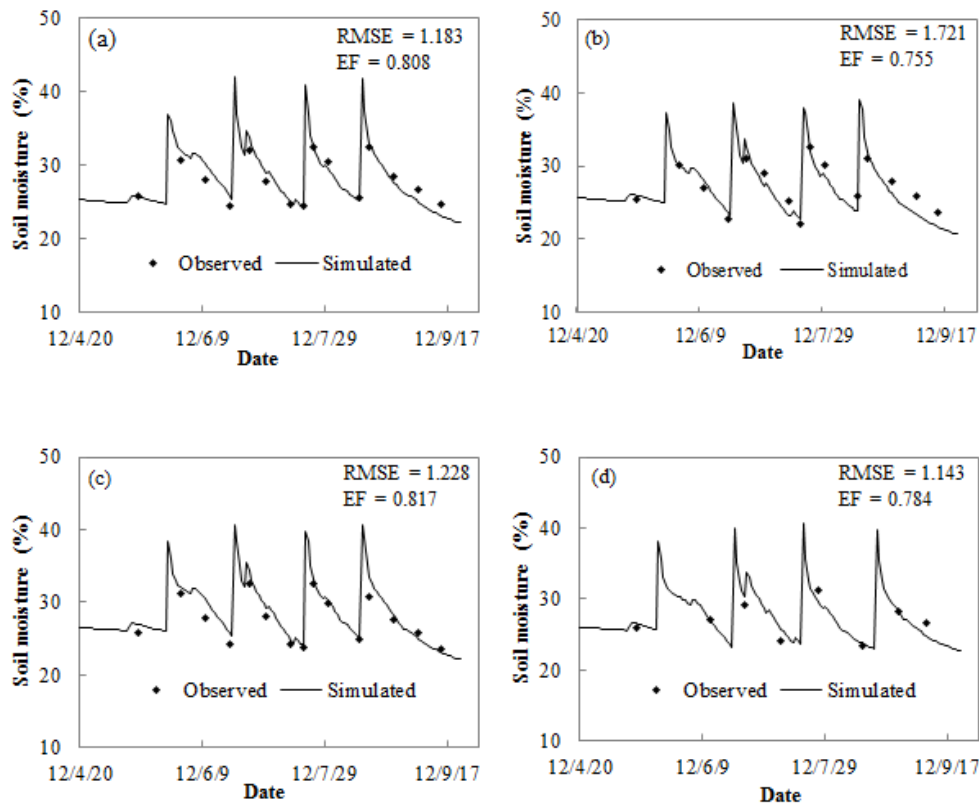 (a)
RMSE = 1.183
EF = 0.808
Soil moisture (%)
50
40
30
20
10
Observed
Simulated
12/4/20 12/6/9 12/7/29 12/9/17
Date
(b)
RMSE = 1.721
EF = 0.755
Soil moisture (%)
50
40
30
20
10
Observed
Simulated
12/4/20 12/6/9 12/7/29 12/9/17
Date
(c)
RMSE = 1.228
EF = 0.817
Soil moisture (%)
50
40
30
20
10
Observed
Simulated
12/4/20 12/6/9 12/7/29 12/9/17
Date
(d)
RMSE = 1.143
EF = 0.784
Soil moisture (%)
50
40
30
20
10
Observed
Simulated
12/4/20 12/6/9 12/7/29 12/9/17
Date